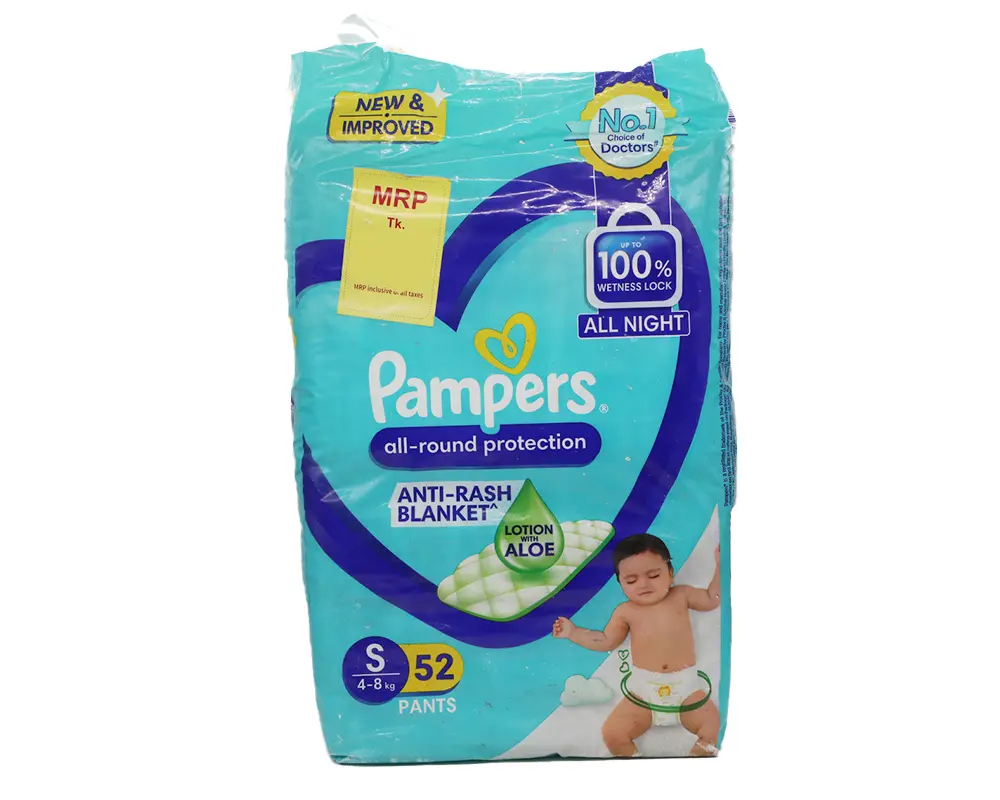 NEW &
IMPROVED
No.1
Choice of
Doctors#
MRP
Tk.
MRP inclusive of all taxes
UP TO
100%
WETNESS LOCK
ALL NIGHT
Pampers®
all-round protection
ANTI-RASH
BLANKET^
LOTION
WITH
ALOE
S
4-8 kg
52
PANTS